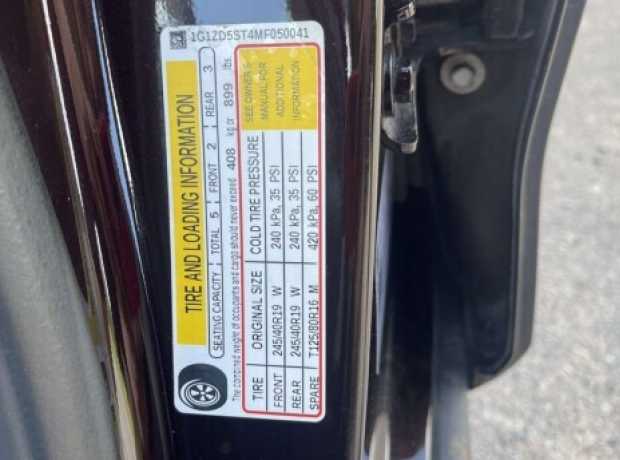 1G1ZD5ST4MF050041
TIRE AND LOADING INFORMATION
SEATING CAPACITY TOTAL 5 FRONT 2 REAR 3
The combined weight of occupants and cargo should never exceed 408 kg or 899 lbs.
TIRE ORIGINAL SIZE COLD TIRE PRESSURE
FRONT 245/40R19 W 240 kPa, 35 PSI
REAR 245/40R19 W 240 kPa, 35 PSI
SPARE T125/80R16 M 420 kPa, 60 PSI
SEE OWNER'S
MANUAL FOR
ADDITIONAL
INFORMATION